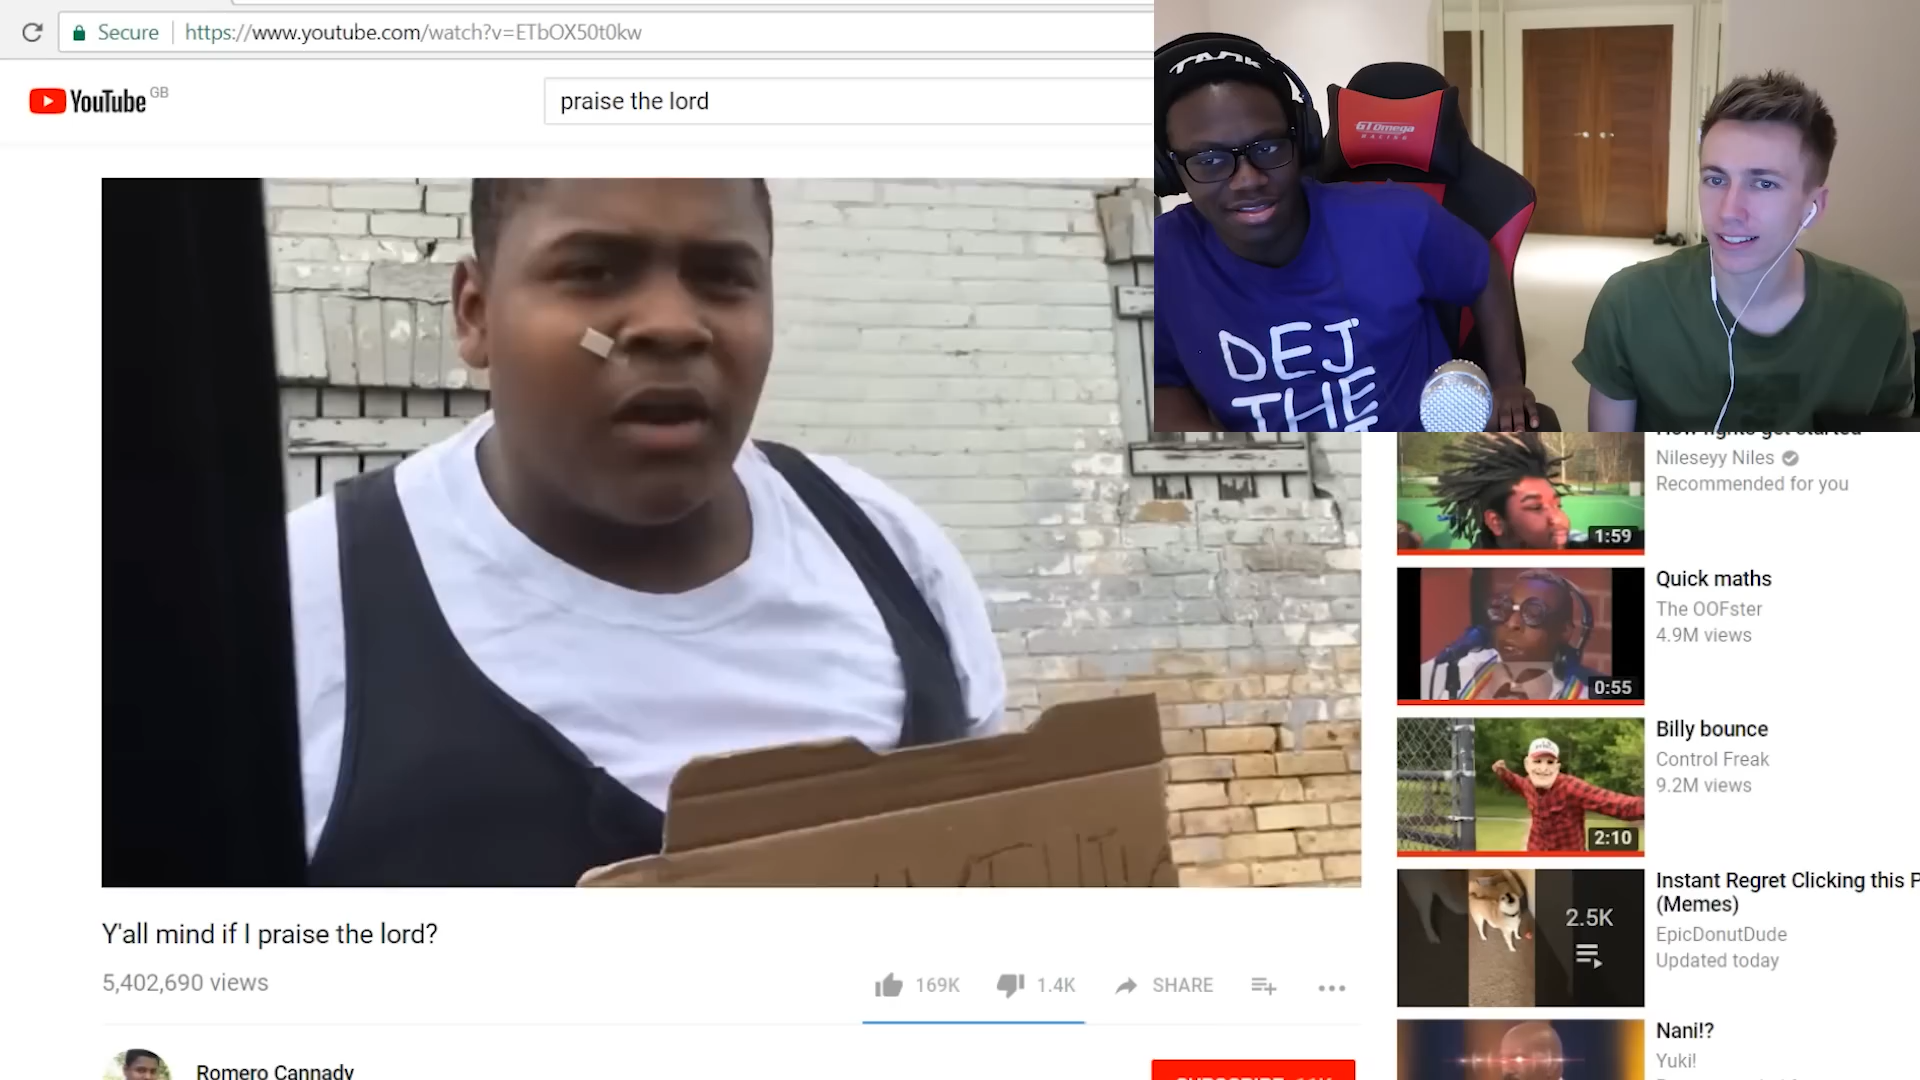 Secure
https://www.youtube.com/watch?v=ETbOX50t0kw
YouTube GB
praise the lord
TANK
GT Omega
RACING
DEJ
THE
Nileseyy Niles
Recommended for you
1:59
Quick maths
The OOFster
4.9M views
0:55
Billy bounce
Control Freak
9.2M views
2:10
Instant Regret Clicking this P
(Memes)
2.5K
EpicDonutDude
Updated today
Nani!?
Yuki!
Y'all mind if I praise the lord?
5,402,690 views
169K
1.4K
SHARE
Romero Cannady